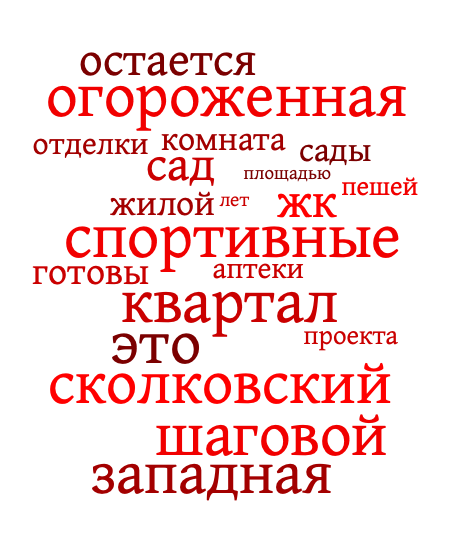 остается
огороженная
отделки комната
сады
сад
площадью
пешей
жилой лет жк
спортивные
готовы аптеки
квартал
это проекта
сколковский
шаговой
западная